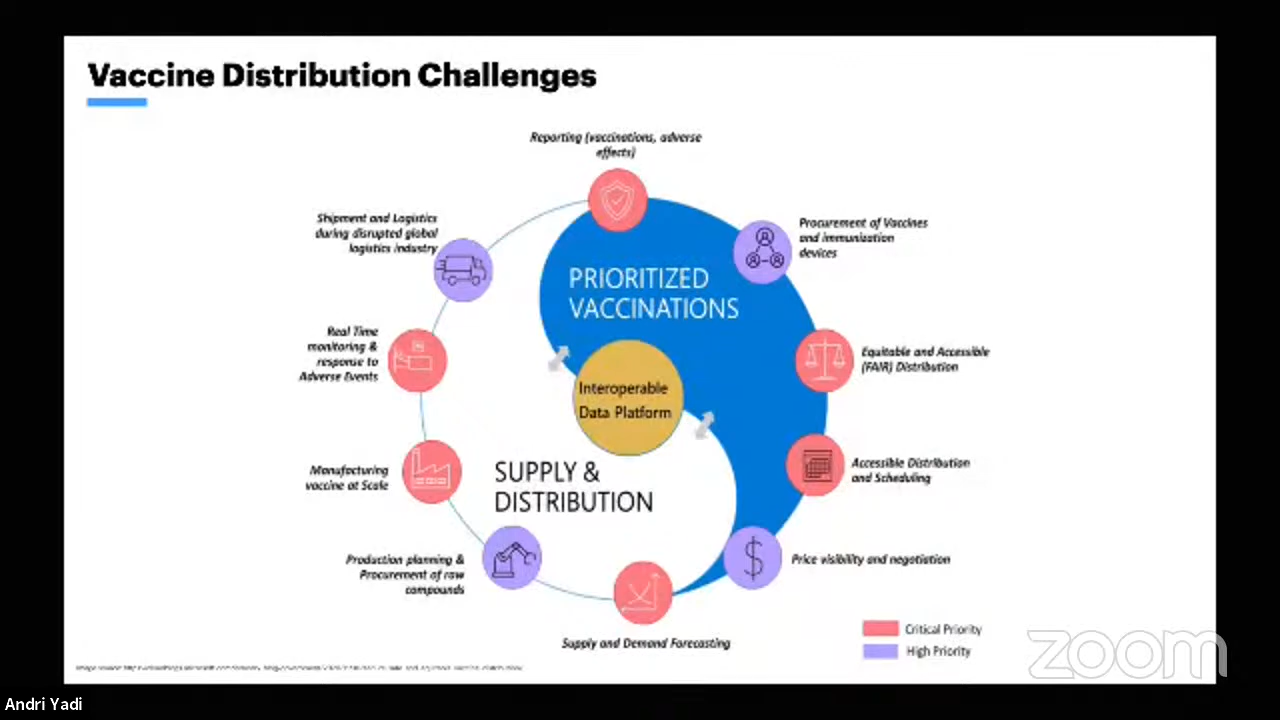 Vaccine Distribution Challenges
Reporting (vaccinations, adverse
effects)
Shipment and Logistics
during disrupted global
logistics industry
Procurement of Vaccines
and immunization
devices
PRIORITIZED
VACCINATIONS
Real Time
monitoring &
response to
Adverse Events
Equitable and Accessible
(FAIR) Distribution
Interoperable
Data Platform
Manufacturing
vaccine at Scale
SUPPLY &
DISTRIBUTION
Accessible Distribution
and Scheduling
Production planning &
Procurement of raw
compounds
Price visibility and negotiation
Supply and Demand Forecasting
Critical Priority
High Priority
zoom
Andri Yadi